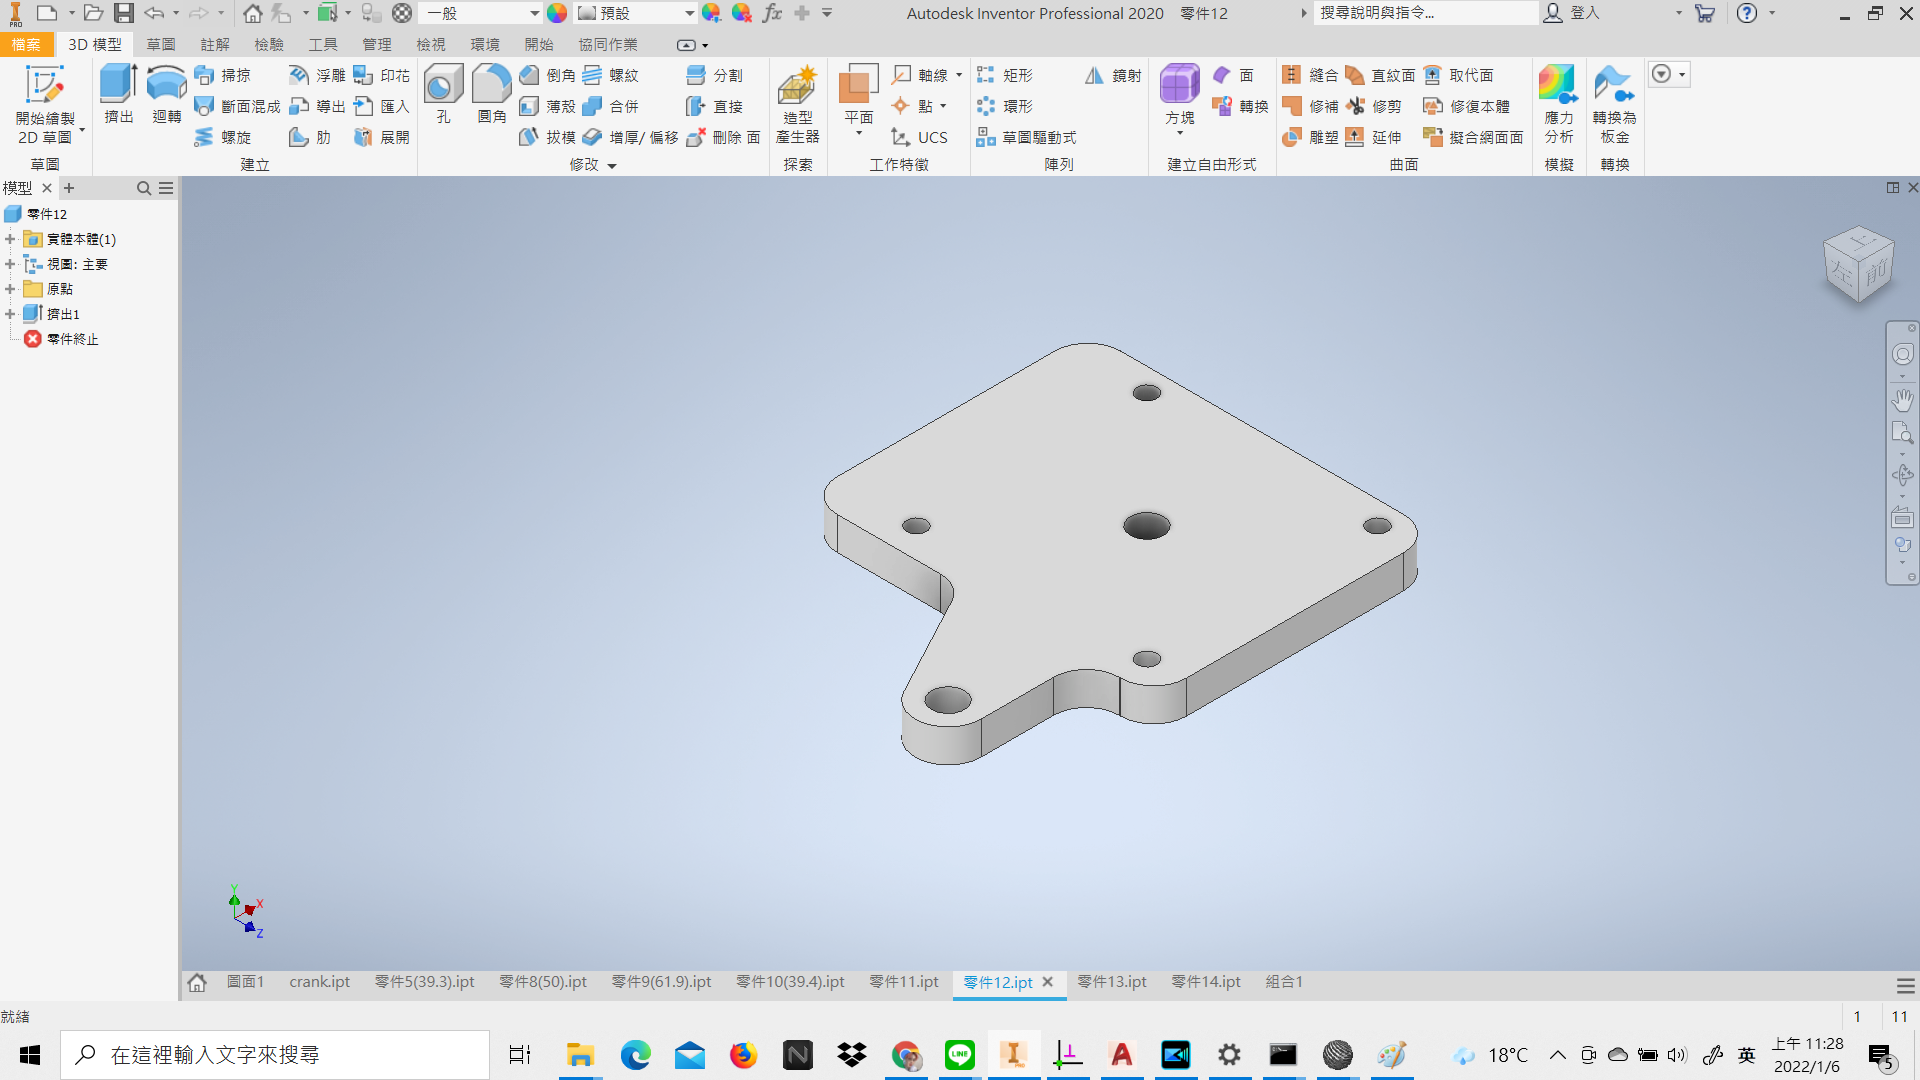 PRO
一般
預設
Autodesk Inventor Professional 2020 零件12
搜尋說明與指令...
登入
檔案 3D 模型 草圖 註解 檢驗 工具 管理 檢視 環境 開始 協同作業
開始繪製
2D 草圖
草圖
擠出
迴轉
掃掠
斷面混成
螺旋
浮雕
導出
肋
印花
匯入
展開
建立
孔
圓角
倒角
薄殼
拔模
螺紋
合併
增厚/ 偏移
分割
直接
刪除 面
修改
造型
產生器
探索
平面
軸線
點
UCS
工作特徵
矩形
環形
草圖驅動式
鏡射
陣列
方塊
面
轉換
建立自由形式
縫合
修補
雕塑
直紋面
修剪
延伸
取代面
修復本體
擬合網面面
曲面
應力
分析
模擬
轉換為
板金
轉換
模型
零件12
實體本體(1)
視圖: 主要
原點
擠出1
零件終止
上
左
前
Y
X
Z
圖面1 crank.ipt 零件5(39.3).ipt 零件8(50).ipt 零件9(61.9).ipt 零件10(39.4).ipt 零件11.ipt 零件12.ipt 零件13.ipt 零件14.ipt 組合1
就緒
1 11
在這裡輸入文字來搜尋
LINE
18°C
英
上午 11:28
2022/1/6
5